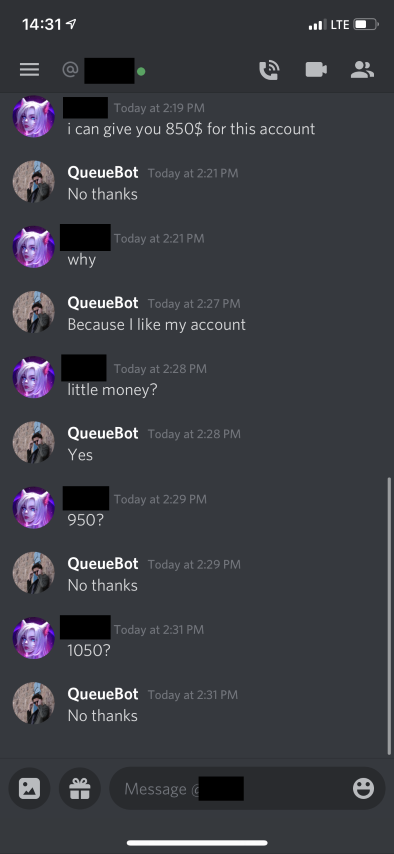 14:31 LTE
@
Today at 2:19 PM
i can give you 850$ for this account
QueueBot Today at 2:21 PM
No thanks
Today at 2:21 PM
why
QueueBot Today at 2:27 PM
Because I like my account
Today at 2:28 PM
little money?
QueueBot Today at 2:28 PM
Yes
Today at 2:29 PM
950?
QueueBot Today at 2:29 PM
No thanks
Today at 2:31 PM
1050?
QueueBot Today at 2:31 PM
No thanks
Message @